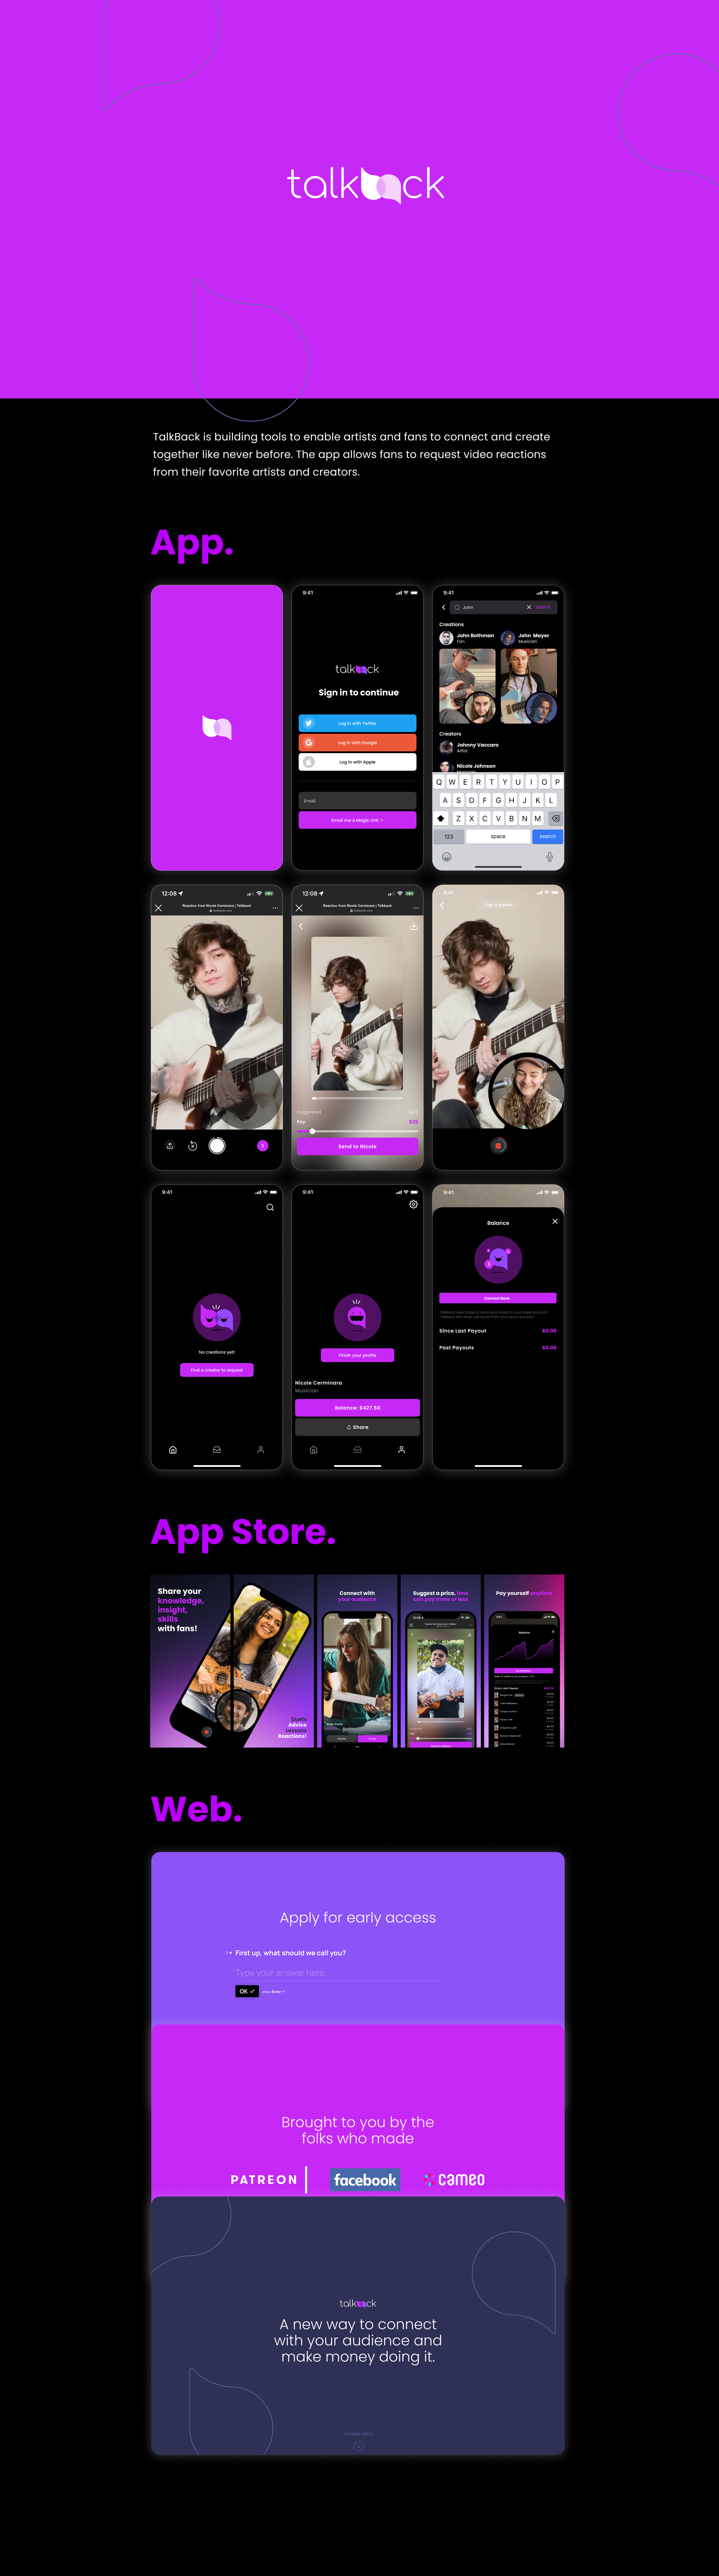 talkback
TalkBack is building tools to enable artists and fans to connect and create
together like never before. The app allows fans to request video reactions
from their favorite artists and creators.
App.
9:41
talkback
Sign in to continue
Log in with Twitter
Log in with Google
Log in with Apple
Email
Email me a Magic Link
9:41
John
Search
Creations
John Bothman
Fan
John Mayer
Musician
Creators
Johnny Vaccaro
Artist
Nicole Johnson
Q W E R T Y U I O P
A S D F G H J K L
Z X C V B N M
123
space
search
12:08
Reaction from Nicole Cerminara | Talkback
12:08
Reaction from Nicole Cerminara | Talkback
Suggested
$25
Pay
$25
Send to Nicole
9:41
Tap to pause
9:41
No creations yet!
Find a creator to request
9:41
Finish your profile
Nicole Cerminara
Musician
Balance: $427.50
Share
9:41
Balance
Connect bank
Since Last Payout
$0.00
Past Payouts
$0.00
App Store.
Share your
knowledge,
insight,
skills
with fans!
Duets
Advice
Lessons
Reactions!
Connect with
your audience
Suggest a price, fans
can pay more or less
Pay yourself anytime
Balance
Since Last Payout
Web.
Apply for early access
1
First up, what should we call you?
Type your answer here...
OK
press Enter
Brought to you by the
folks who made
PATREON
facebook
cameo
talkback
A new way to connect
with your audience and
make money doing it.
COMING SOON